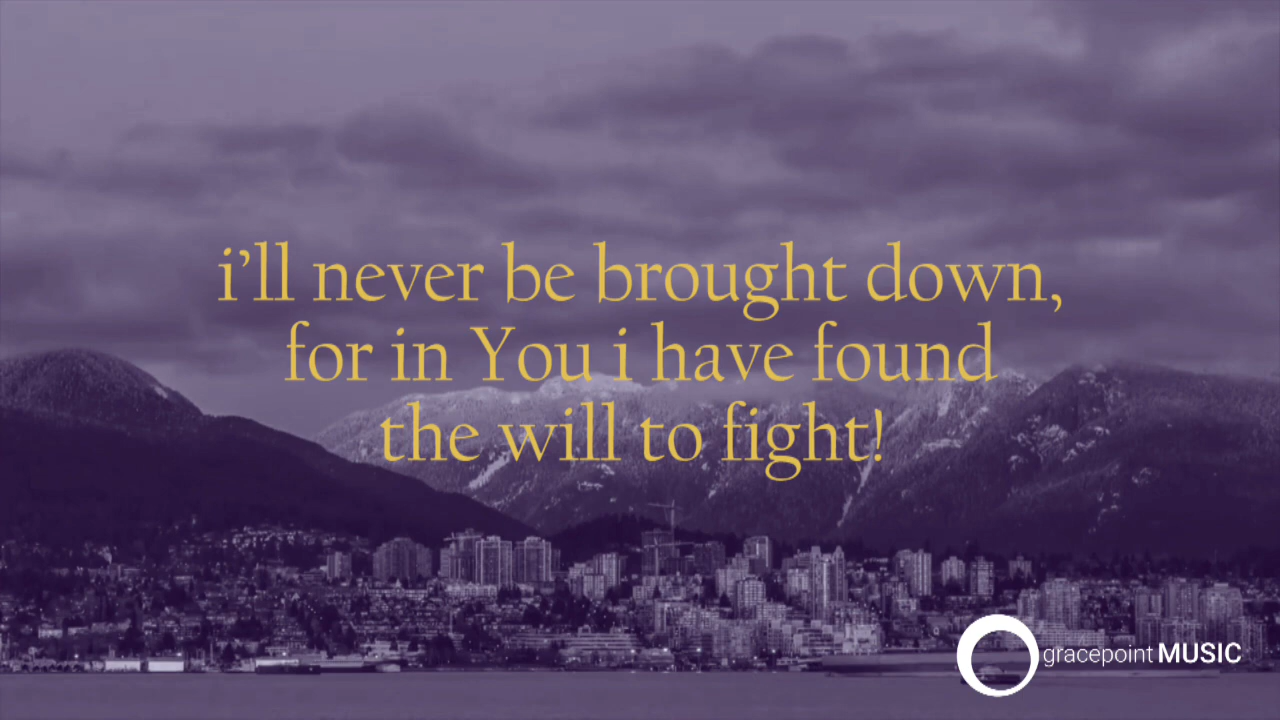 i’ll never be brought down,
for in You i have found
the will to fight!
gracepoint MUSIC